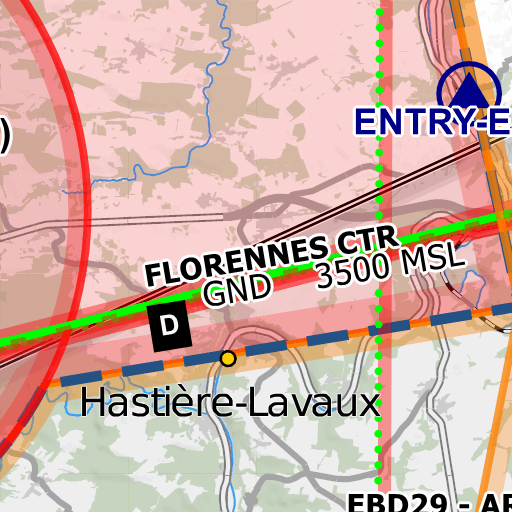 )
ENTRY-E
FLORENNES CTR
GND 3500 MSL
D
Hastière-Lavaux
EBD29 - AR